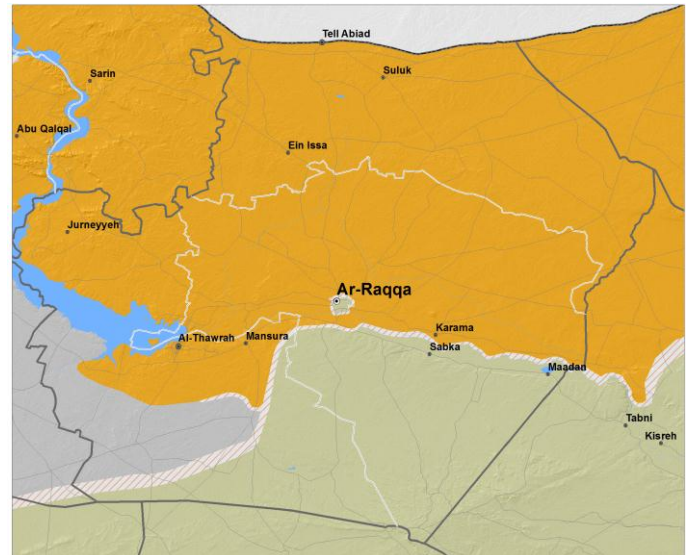 Tell Abiad
Sarin
Suluk
Abu Qalqal
Ein Issa
Jurneyyeh
Ar-Raqqa
Karama
Al-Thawrah
Mansura
Sabka
Maadan
Tabni
Kisreh